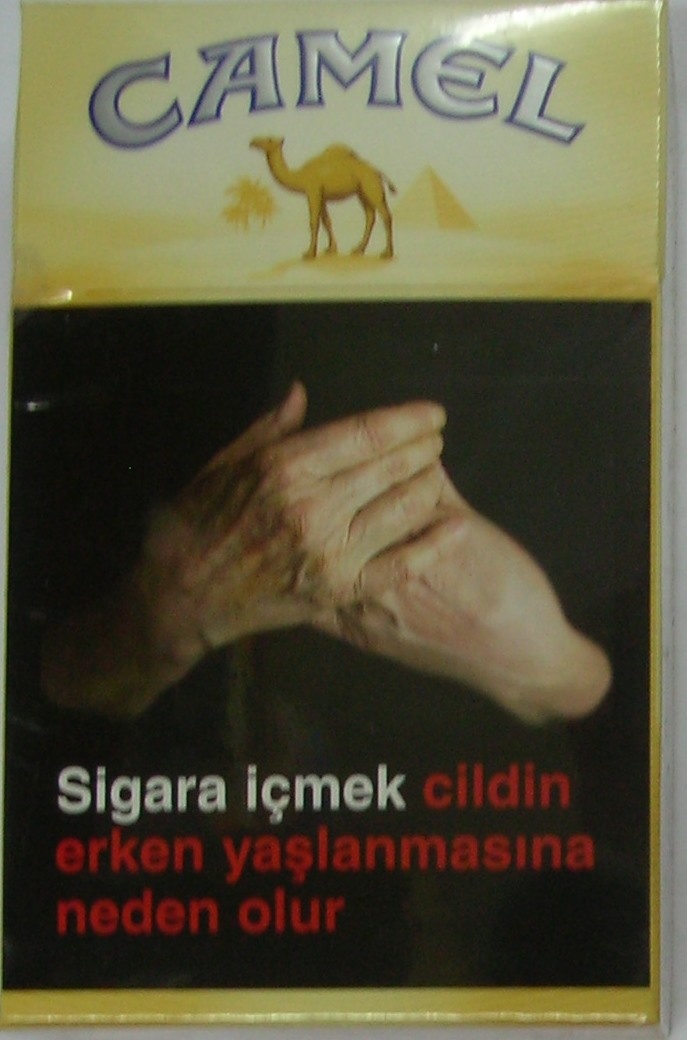 CAMEL
Sigara içmek cildin
erken yaşlanmasına
neden olur